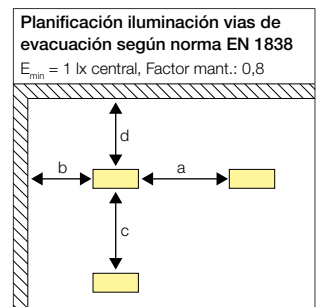 Planificación iluminación vias de
evacuación según norma EN 1838
Emin = 1 lx central, Factor mant.: 0,8
d
b
a
c